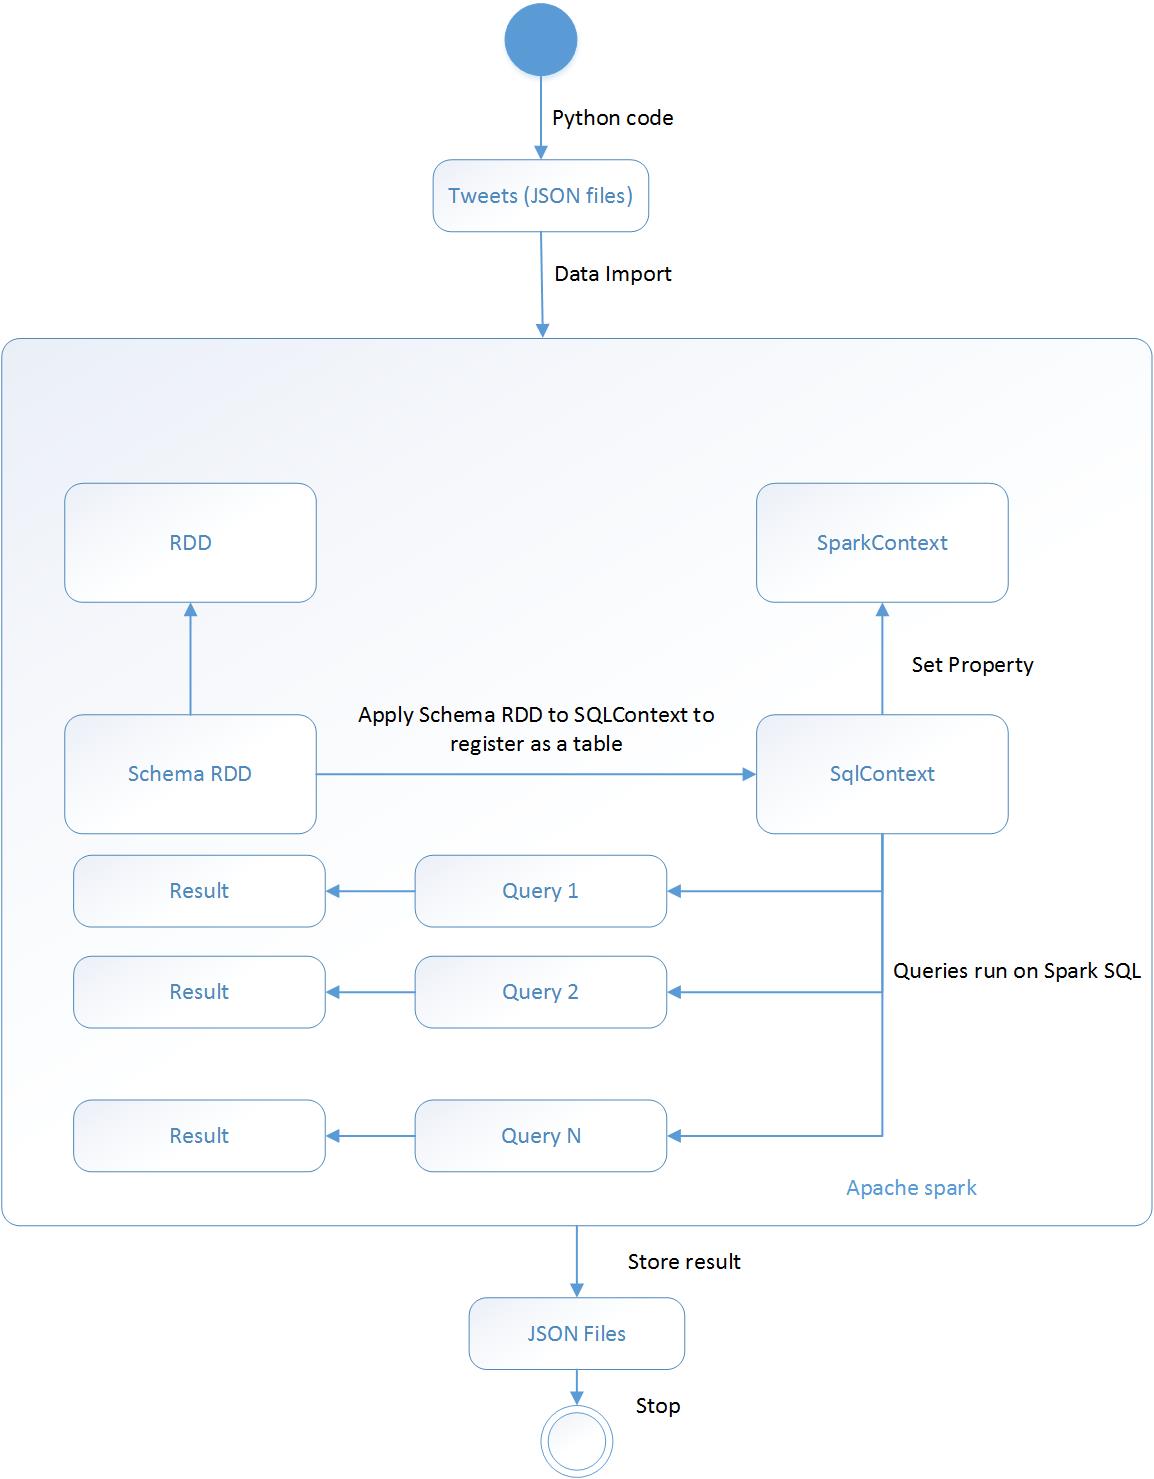 Python code
Tweets (JSON files)
Data Import
RDD
SparkContext
Set Property
Apply Schema RDD to SQLContext to
register as a table
Schema RDD
SqlContext
Result
Query 1
Queries run on Spark SQL
Result
Query 2
Result
Query N
Apache spark
Store result
JSON Files
Stop